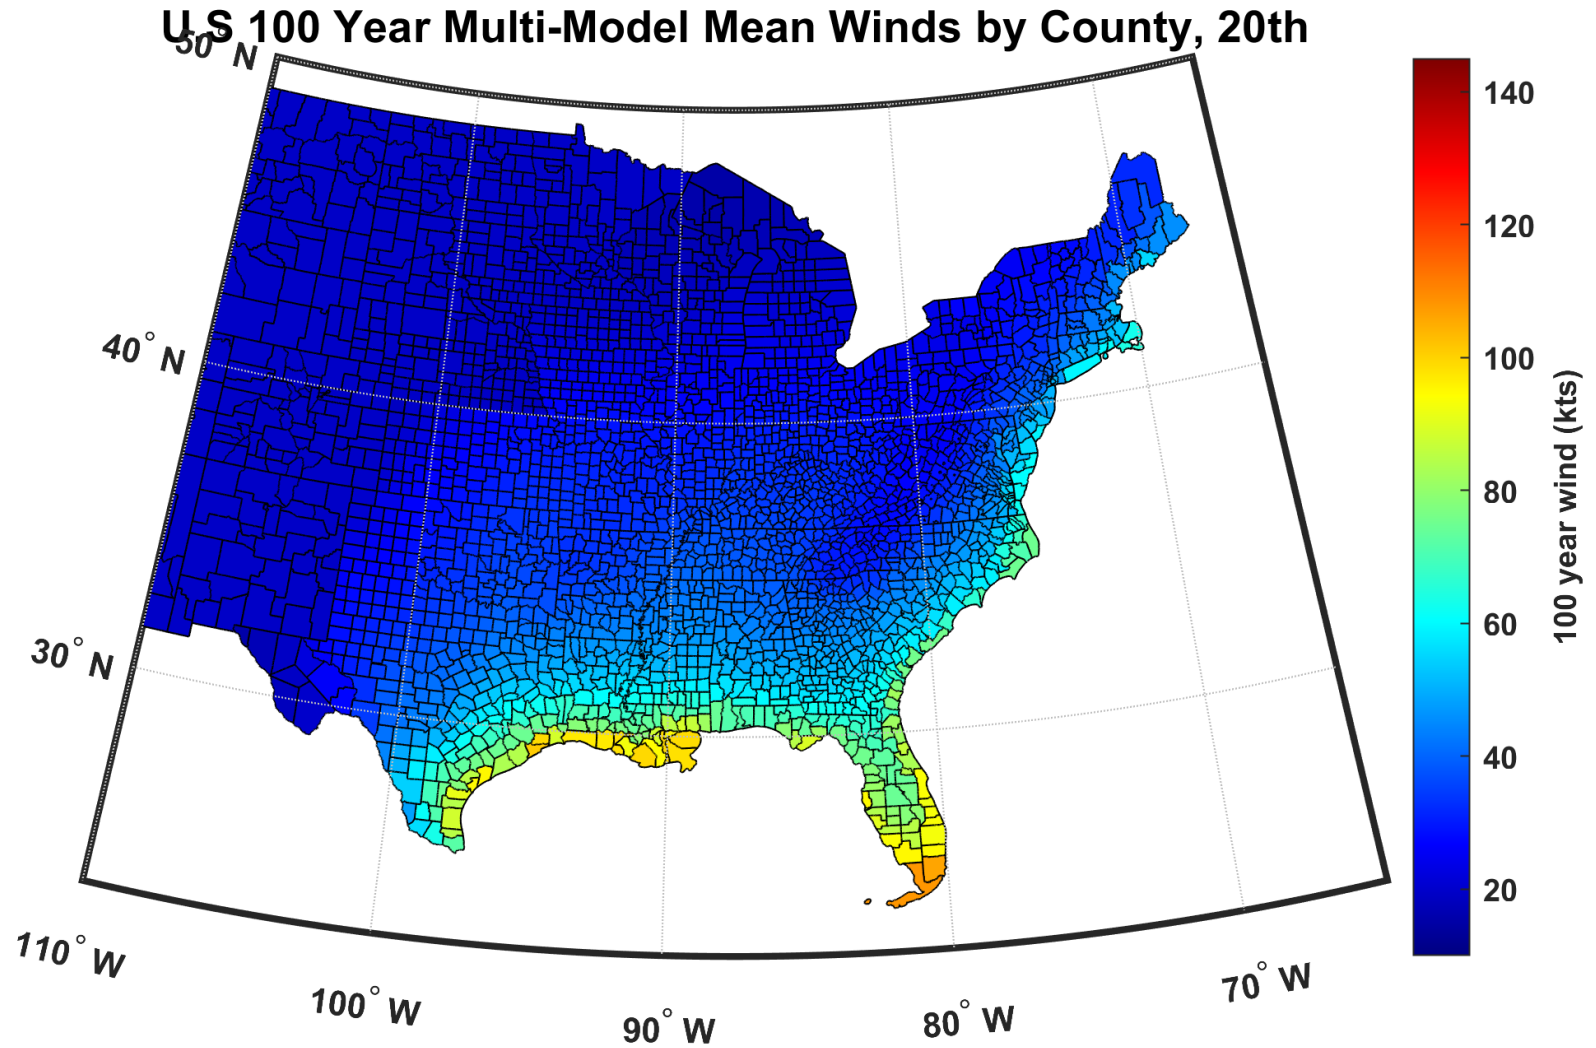 U.S 100 Year Multi-Model Mean Winds by County, 20th
50° N
40° N
30° N
110° W
100° W
90° W
80° W
70° W
140
120
100
80
60
40
20
100 year wind (kts)